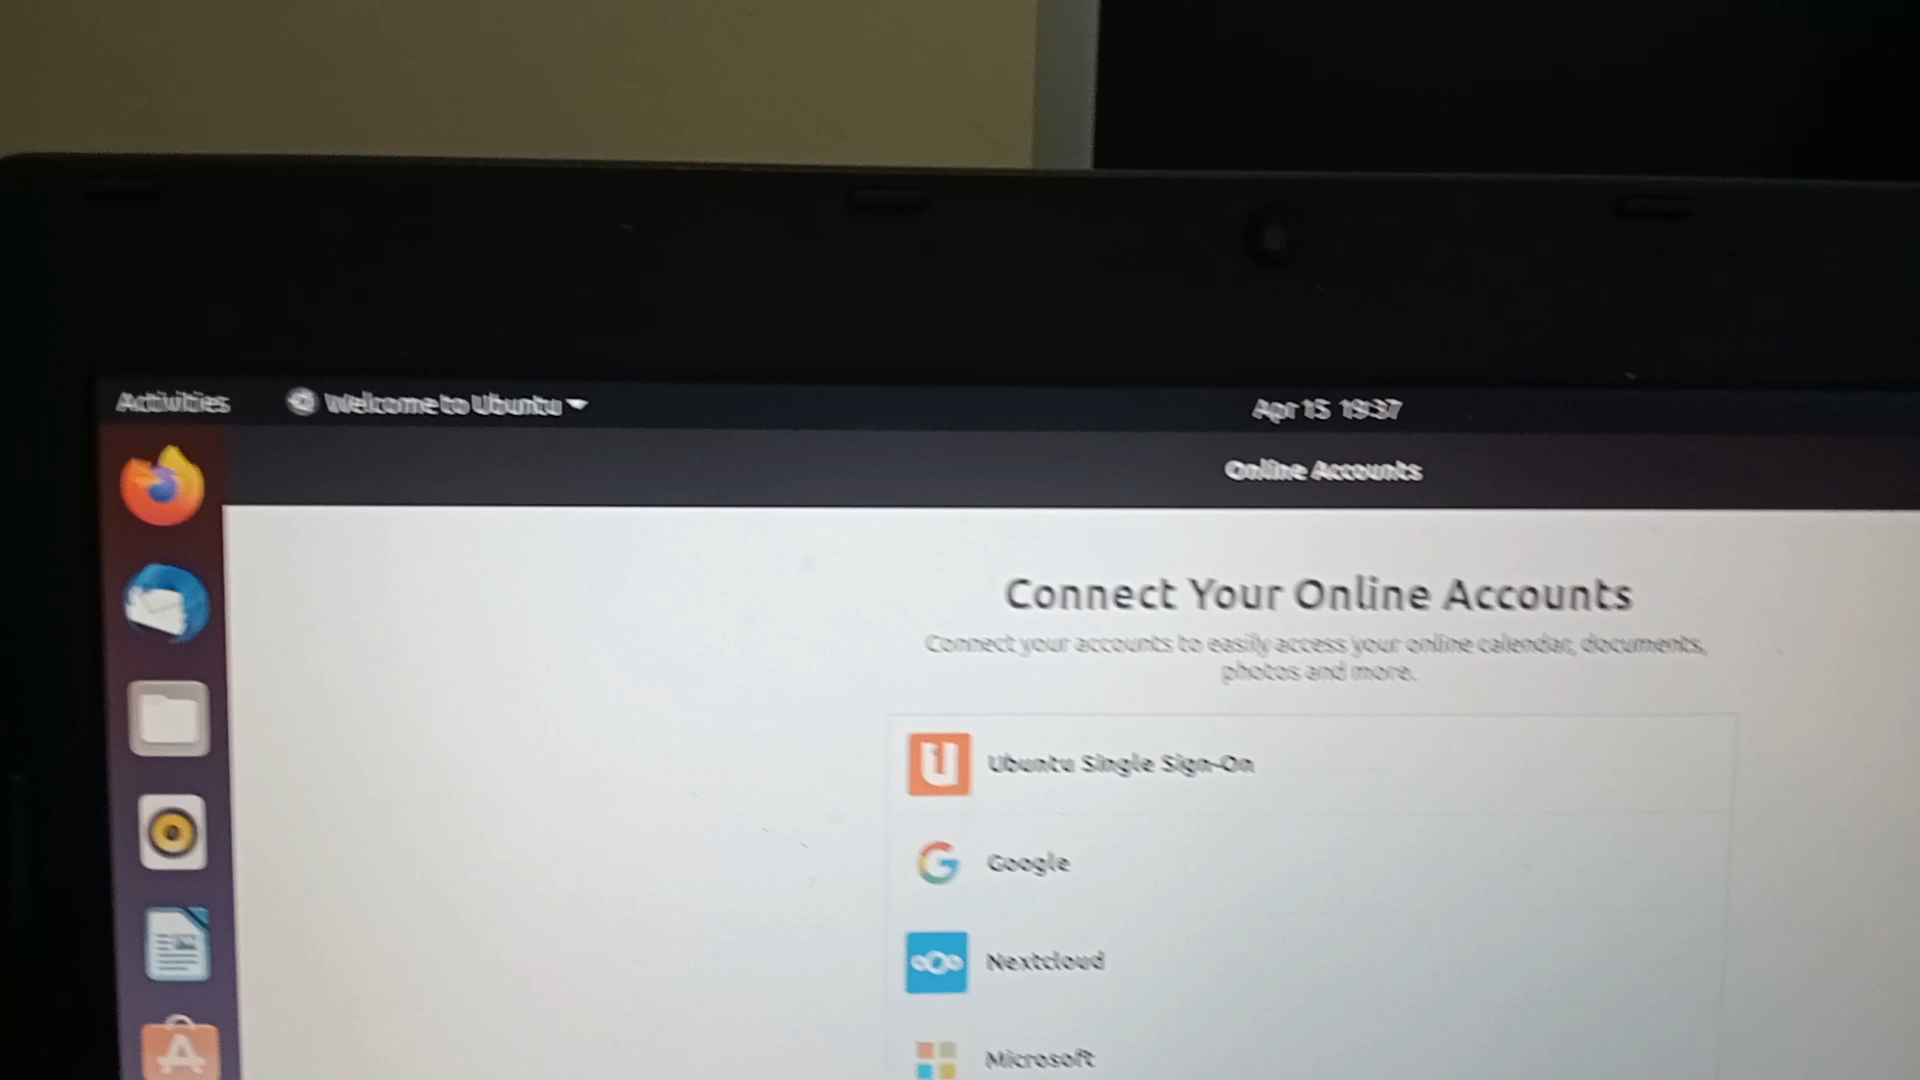 Activities Welcome to Ubuntu Apr 15 19:37
Online Accounts
Connect Your Online Accounts
Connect your accounts to easily access your online calendar, documents,
photos and more.
Ubuntu Single Sign-On
Google
Nextcloud
Microsoft